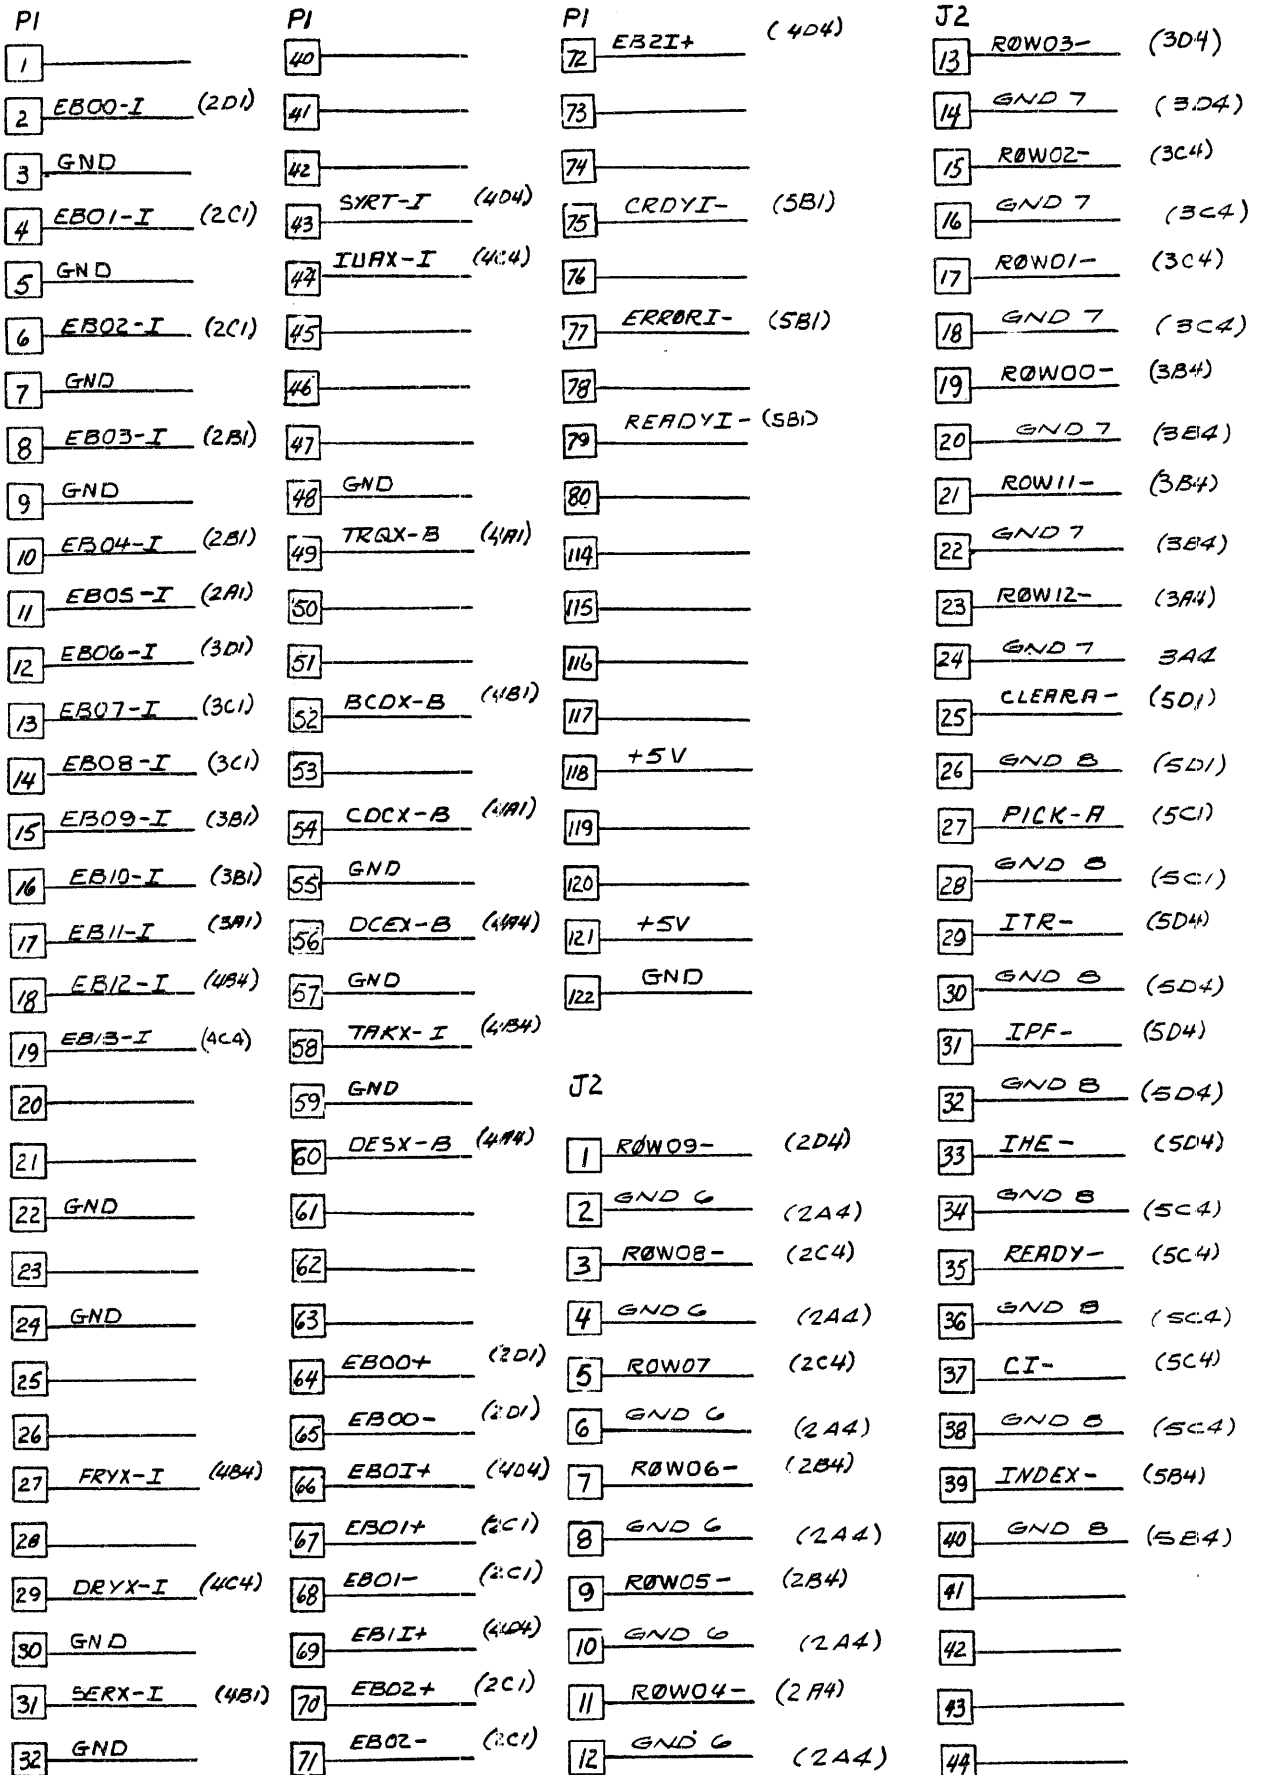 P1
1
2 EB00-I (2D1)
3 GND
4 EB01-I (2C1)
5 GND
6 EB02-I (2C1)
7 GND
8 EB03-I (2B1)
9 GND
10 EB04-I (2B1)
11 EB05-I (2A1)
12 EB06-I (3D1)
13 EB07-I (3C1)
14 EB08-I (3C1)
15 EB09-I (3B1)
16 EB10-I (3B1)
17 EB11-I (3A1)
18 EB12-I (4B4)
19 EB13-I (4C4)
20
21
22 GND
23
24 GND
25
26
27 FRYX-I (4B4)
28
29 DRYX-I (4C4)
30 GND
31 SERX-I (4B1)
32 GND
P1
40
41
42
43 SYRT-I (4D4)
44 IUAX-I (4C4)
45
46
47
48 GND
49 TRQX-B (4A1)
50
51
52 BCDX-B (4B1)
53
54 CDCX-B (4A1)
55 GND
56 DCEX-B (4A4)
57 GND
58 TAKX-I (4B4)
59 GND
60 DESX-B (4A4)
61
62
63
64 EB00+ (2D1)
65 EB00- (2D1)
66 EB0I+ (4D4)
67 EB01+ (2C1)
68 EB01- (2C1)
69 EB1I+ (4D4)
70 EB02+ (2C1)
71 EB02- (2C1)
P1
72 EB2I+ (4D4)
73
74
75 CRDYI- (5B1)
76
77 ERRØRI- (5B1)
78
79 READYI- (5B1)
80
114
115
116
117
118 +5V
119
120
121 +5V
122 GND
J2
1 RØW09- (2D4)
2 GND 6 (2A4)
3 RØW08- (2C4)
4 GND 6 (2A4)
5 ROW07 (2C4)
6 GND 6 (2A4)
7 RØW06- (2B4)
8 GND 6 (2A4)
9 RØW05- (2B4)
10 GND 6 (2A4)
11 RØW04- (2A4)
12 GND 6 (2A4)
J2
13 RØW03- (3D4)
14 GND 7 (3D4)
15 RØW02- (3C4)
16 GND 7 (3C4)
17 RØW01- (3C4)
18 GND 7 (3C4)
19 RØW00- (3B4)
20 GND 7 (3B4)
21 ROW11- (3B4)
22 GND 7 (3B4)
23 RØW12- (3A4)
24 GND 7 3A4
25 CLEARA- (5D1)
26 GND 8 (5D1)
27 PICK-A (5C1)
28 GND 8 (5C1)
29 ITR- (5D4)
30 GND 8 (5D4)
31 IPF- (5D4)
32 GND 8 (5D4)
33 IHE- (5D4)
34 GND 8 (5C4)
35 READY- (5C4)
36 GND 8 (5C4)
37 CI- (5C4)
38 GND 8 (5C4)
39 INDEX- (5B4)
40 GND 8 (5B4)
41
42
43
44